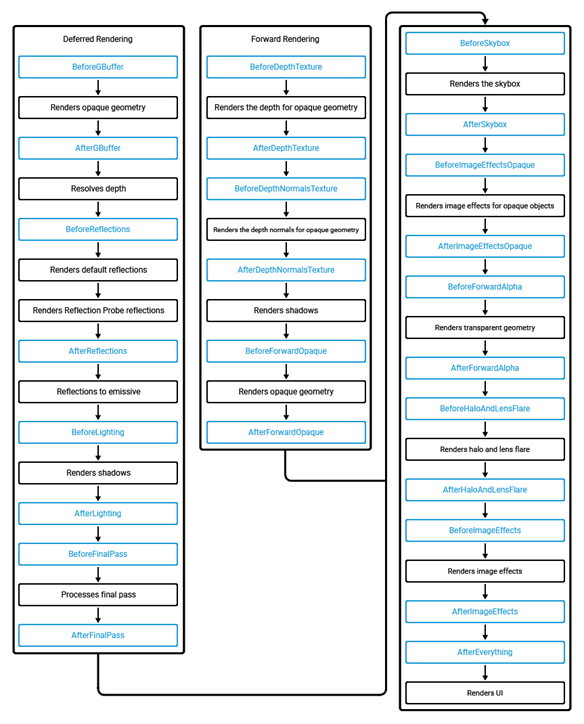 Deferred Rendering
BeforeGBuffer
Renders opaque geometry
AfterGBuffer
Resolves depth
BeforeReflections
Renders default reflections
Renders Reflection Probe reflections
AfterReflections
Reflections to emissive
BeforeLighting
Renders shadows
AfterLighting
BeforeFinalPass
Processes final pass
AfterFinalPass
Forward Rendering
BeforeDepthTexture
Renders the depth for opaque geometry
AfterDepthTexture
BeforeDepthNormalsTexture
Renders the depth normals for opaque geometry
AfterDepthNormalsTexture
Renders shadows
BeforeForwardOpaque
Renders opaque geometry
AfterForwardOpaque
BeforeSkybox
Renders the skybox
AfterSkybox
BeforeImageEffectsOpaque
Renders image effects for opaque objects
AfterImageEffectsOpaque
BeforeForwardAlpha
Renders transparent geometry
AfterForwardAlpha
BeforeHaloAndLensFlare
Renders halo and lens flare
AfterHaloAndLensFlare
BeforeImageEffects
Renders image effects
AfterImageEffects
AfterEverything
Renders UI